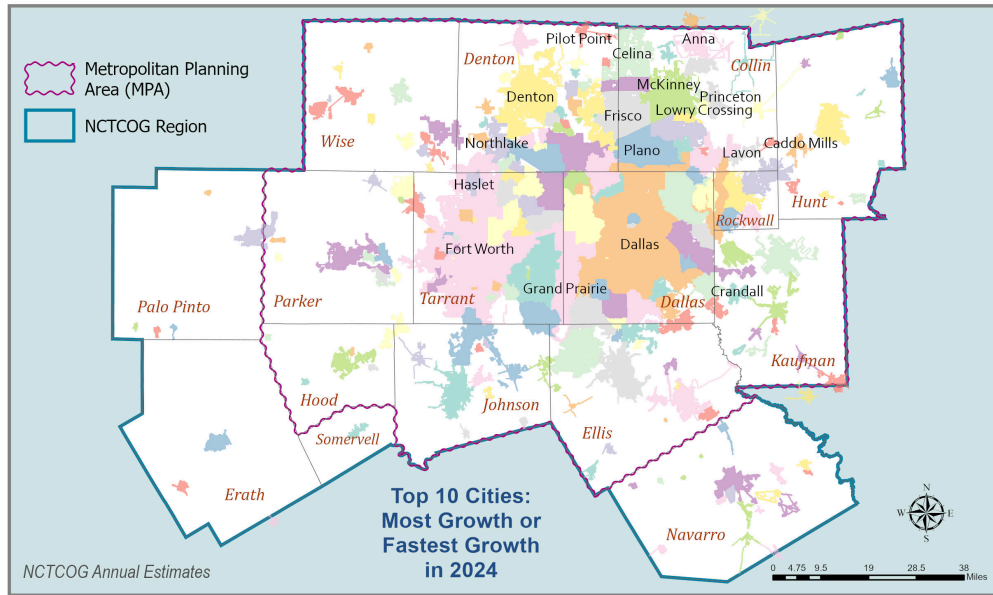 Metropolitan Planning
Area (MPA)
NCTCOG Region
Pilot Point
Anna
Celina
Denton
Collin
McKinney
Denton
Princeton
Lowry Crossing
Frisco
Wise
Northlake
Plano
Lavon
Caddo Mills
Haslet
Hunt
Rockwall
Fort Worth
Dallas
Grand Prairie
Crandall
Palo Pinto
Parker
Tarrant
Dallas
Kaufman
Hood
Johnson
Somervell
Ellis
Erath
Top 10 Cities:
Most Growth or
Fastest Growth
in 2024
Navarro
N
W
E
S
NCTCOG Annual Estimates
0 4.75 9.5 19 28.5 38
Miles